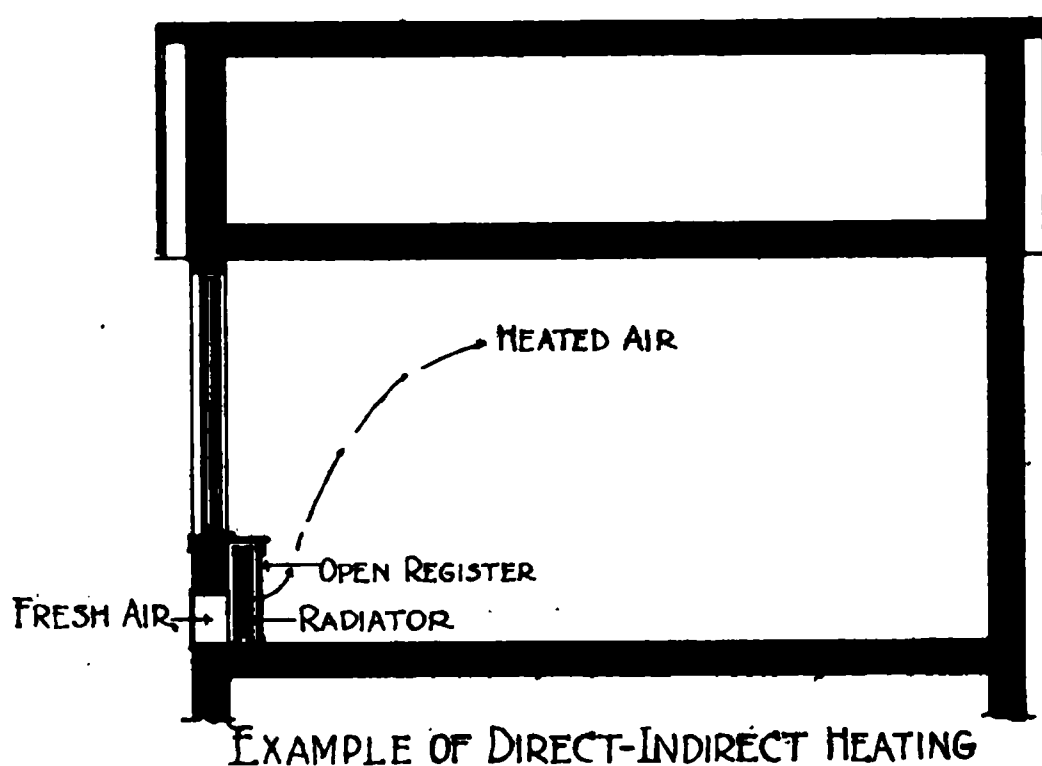 HEATED AIR
OPEN REGISTER
FRESH AIR
RADIATOR
EXAMPLE OF DIRECT-INDIRECT HEATING